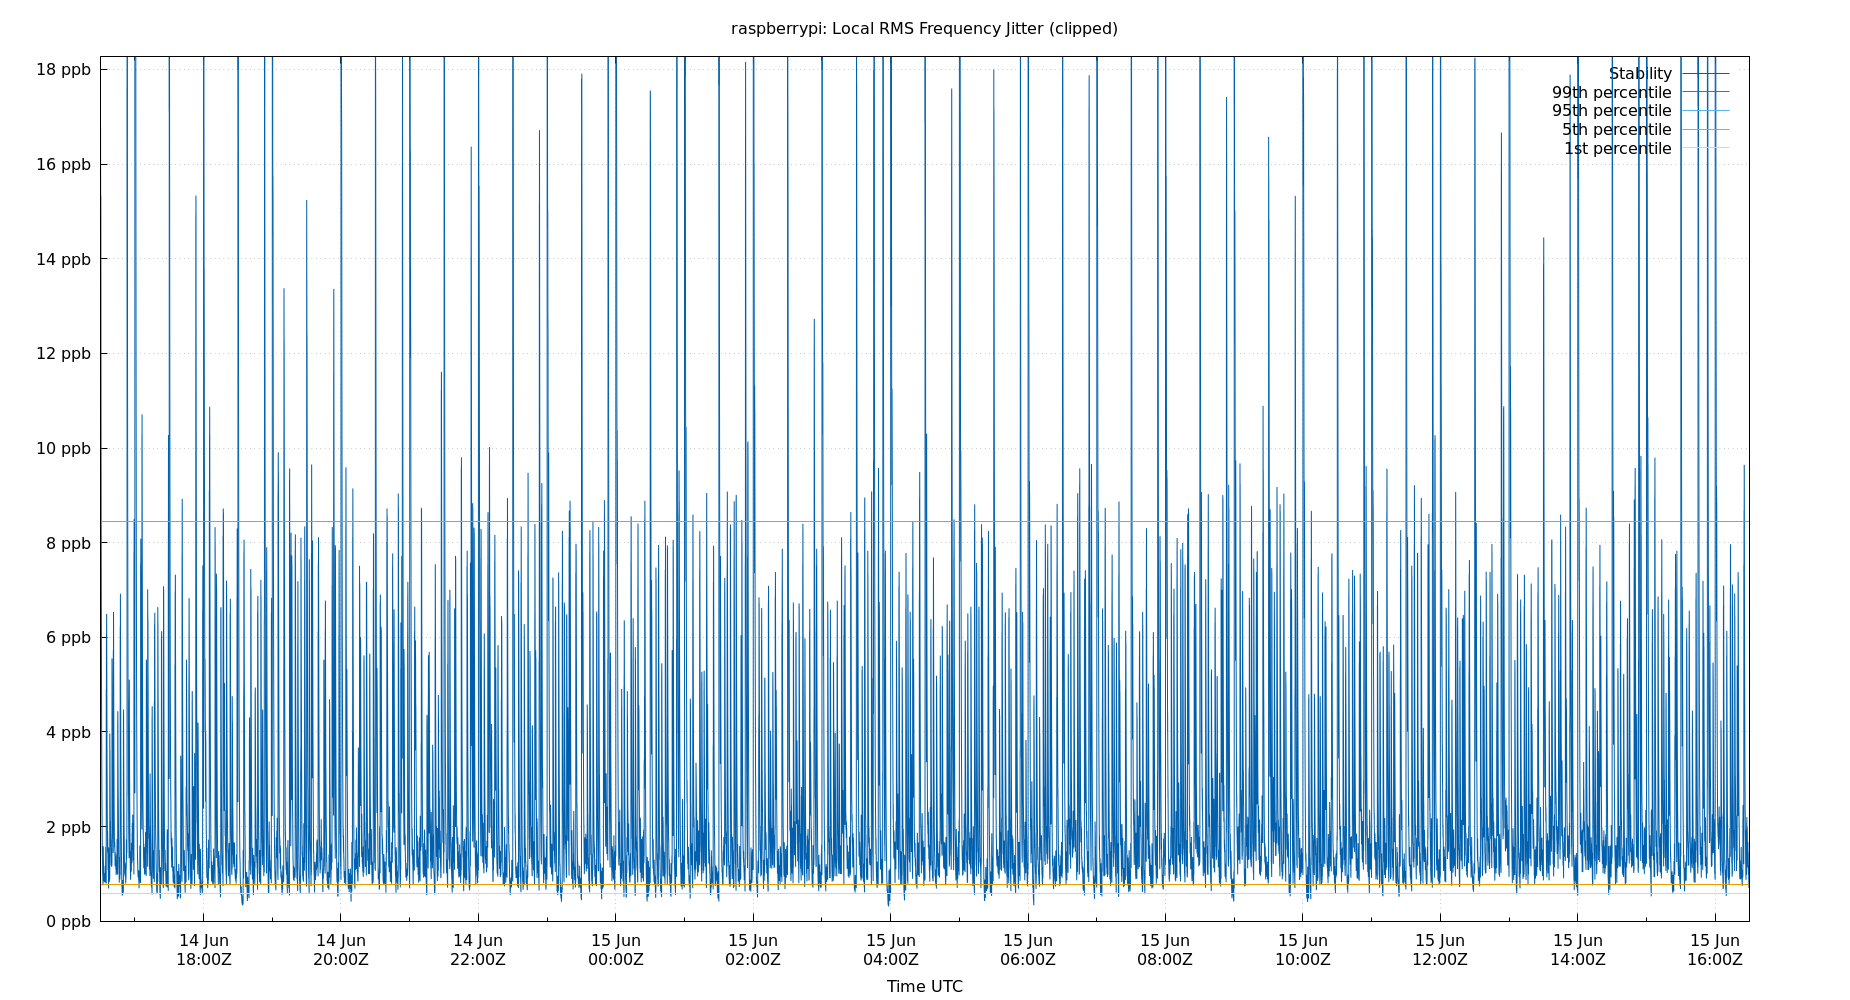 raspberrypi: Local RMS Frequency Jitter (clipped)
18 ppb
16 ppb
14 ppb
12 ppb
10 ppb
8 ppb
6 ppb
4 ppb
2 ppb
0 ppb
Stability
99th percentile
95th percentile
5th percentile
1st percentile
14 Jun
18:00Z
14 Jun
20:00Z
14 Jun
22:00Z
15 Jun
00:00Z
15 Jun
02:00Z
15 Jun
04:00Z
15 Jun
06:00Z
15 Jun
08:00Z
15 Jun
10:00Z
15 Jun
12:00Z
15 Jun
14:00Z
15 Jun
16:00Z
Time UTC